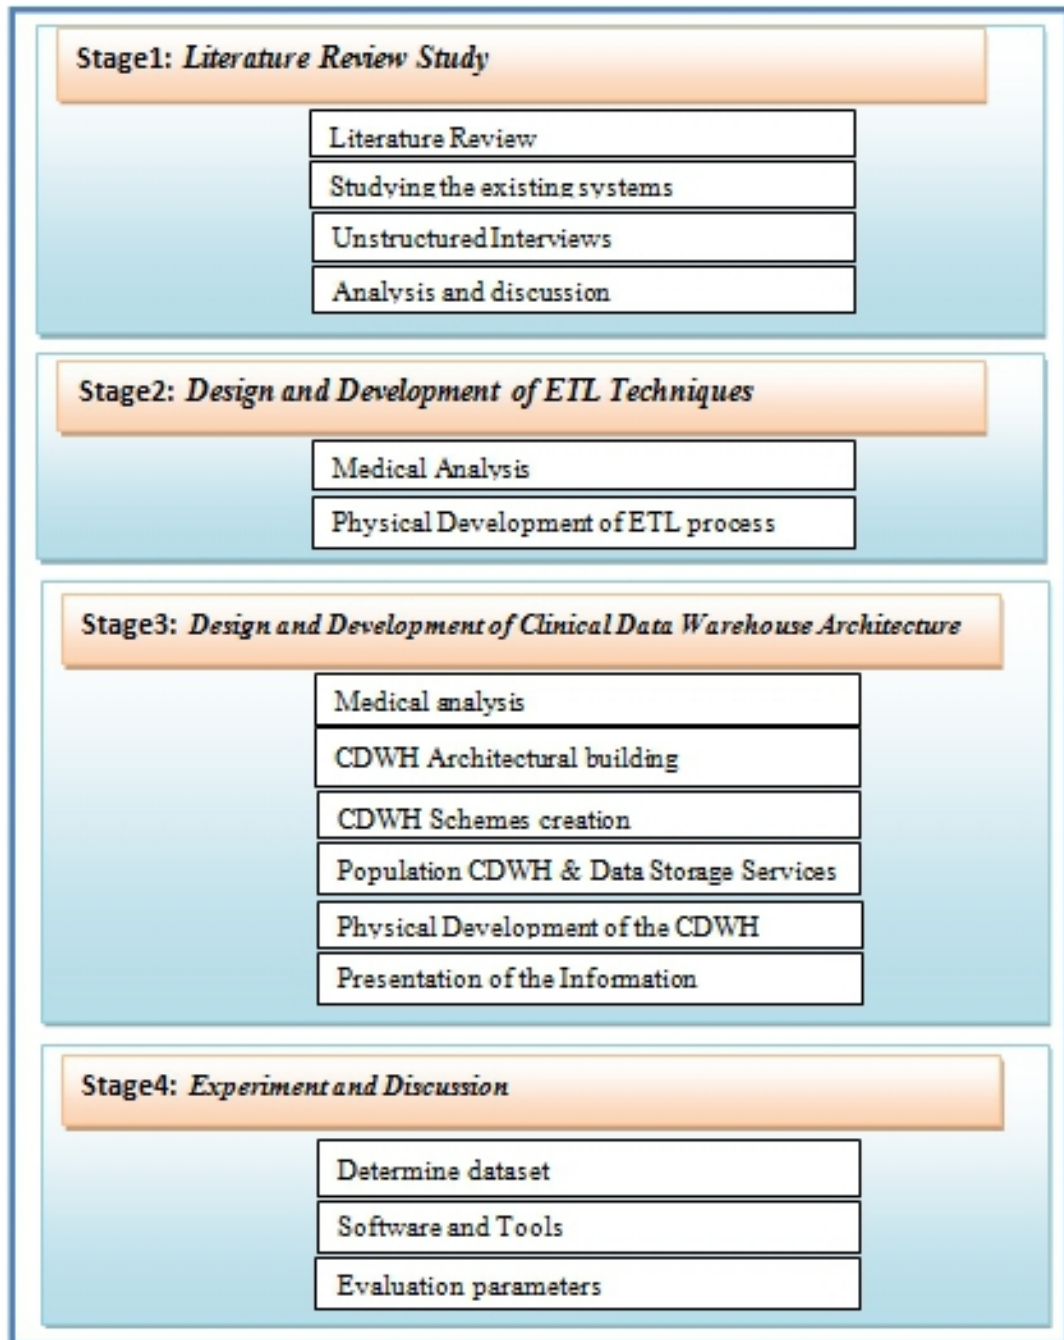 Stage1: Literature Review Study
Literature Review
Studying the existing systems
Unstructured Interviews
Analysis and discussion
Stage2: Design and Development of ETL Techniques
Medical Analysis
Physical Development of ETL process
Stage3: Design and Development of Clinical Data Warehouse Architecture
Medical analysis
CDWH Architectural building
CDWH Schemes creation
Population CDWH & Data Storage Services
Physical Development of the CDWH
Presentation of the Information
Stage4: Experiment and Discussion
Determine dataset
Software and Tools
Evaluation parameters